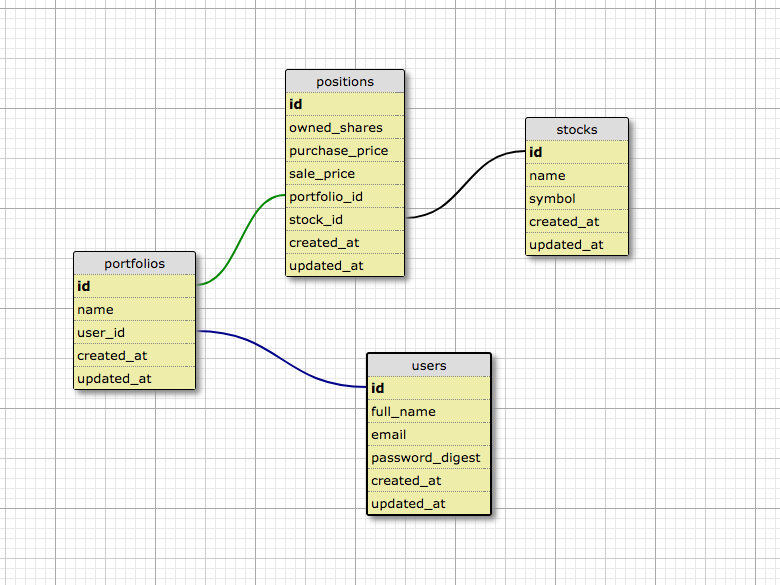 positions
id
owned_shares
purchase_price
sale_price
portfolio_id
stock_id
created_at
updated_at
stocks
id
name
symbol
created_at
updated_at
portfolios
id
name
user_id
created_at
updated_at
users
id
full_name
email
password_digest
created_at
updated_at